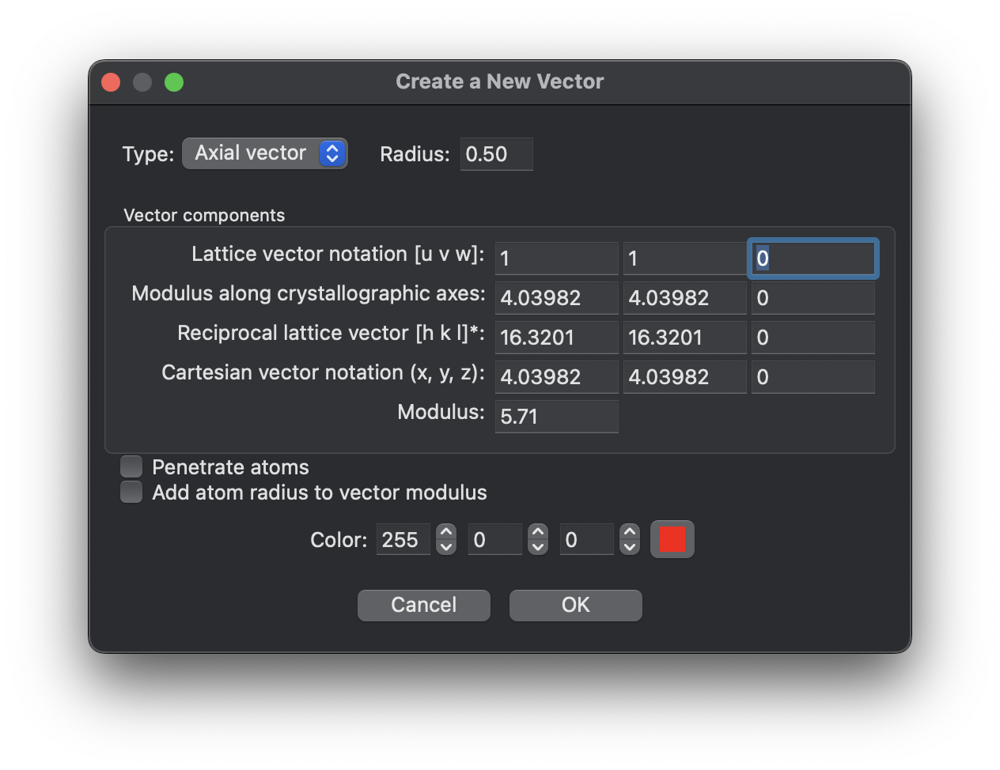 Create a New Vector
Type: Axial vector Radius: 0.50
Vector components
Lattice vector notation [u v w]: 1 1 0
Modulus along crystallographic axes: 4.03982 4.03982 0
Reciprocal lattice vector [h k l]*: 16.3201 16.3201 0
Cartesian vector notation (x, y, z): 4.03982 4.03982 0
Modulus: 5.71
Penetrate atoms
Add atom radius to vector modulus
Color: 255 0 0
Cancel OK